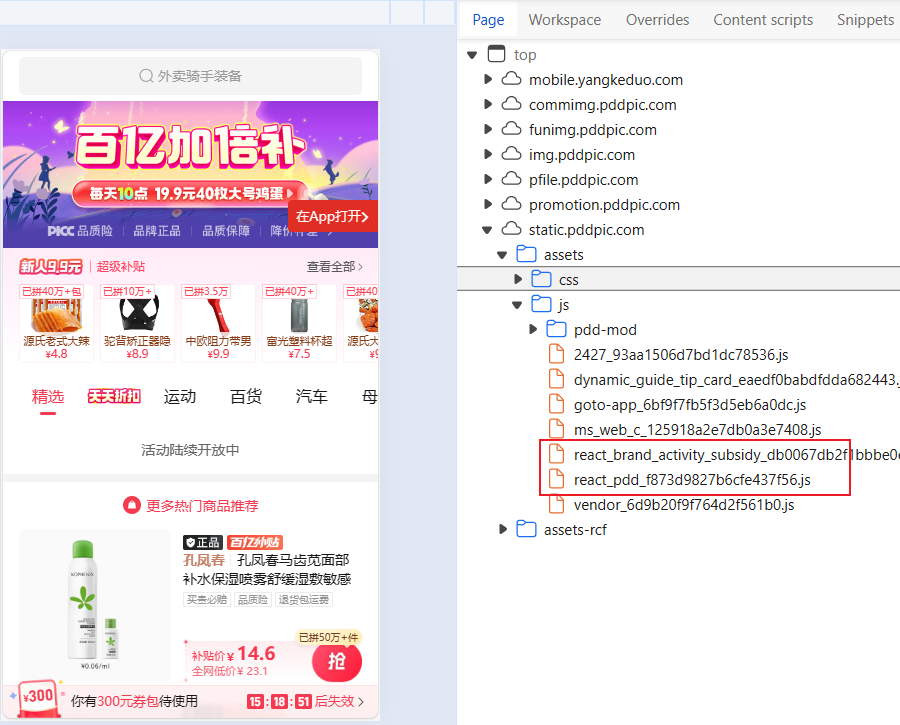 外卖骑手装备
百亿加倍补
每天10点 19.9元40枚大号鸡蛋
在App打开>
PICC 品质险 | 品牌正品 | 品质保障 |
新人9.9元 | 超级补贴
查看全部 >
已拼40万+包
已拼10万+
已拼3.5万
已拼40万+
已拼40
源氏老式大辣
驼背矫正器隐
中欧阻力带男
富光塑料杯超
源氏大
¥4.8
¥8.9
¥9.9
¥7.5
精选
天天折扣
运动
百货
汽车
母
活动陆续开放中
更多热门商品推荐
正品
百亿补贴
孔凤春 | 孔凤春马齿苋面部
补水保湿喷雾舒缓湿敷敏感
买贵必赔
品质险
退货包运费
¥0.06/ml
已拼50万+件
补贴价¥14.6
全网低价¥23.1
抢
¥300
你有300元券包待使用
15:18:51后失效 >
Page
Workspace
Overrides
Content scripts
Snippets
top
mobile.yangkeduo.com
commimg.pddpic.com
funimg.pddpic.com
img.pddpic.com
pfile.pddpic.com
promotion.pddpic.com
static.pddpic.com
assets
css
js
pdd-mod
2427_93aa1506d7bd1dc78536.js
dynamic_guide_tip_card_eaedf0babdfdda682443.
goto-app_6bf9f7fb5f3d5eb6a0dc.js
ms_web_c_125918a2e7db0a3e7408.js
react_brand_activity_subsidy_db0067db2f1bbbe0
react_pdd_f873d9827b6cfe437f56.js
vendor_6d9b20f9f764d2f561b0.js
assets-rcf